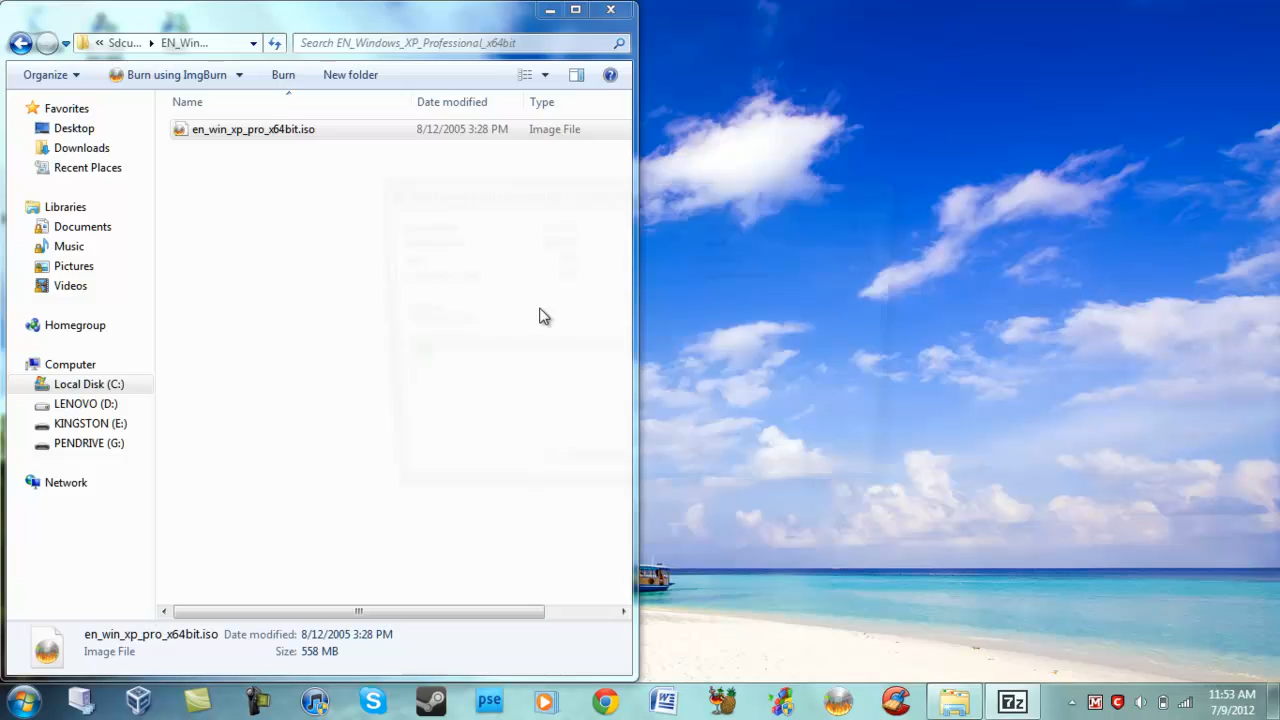 « Sdcu... EN_Win...
Search EN_Windows_XP_Professional_x64bit
Organize Burn using ImgBurn Burn New folder
Name Date modified Type
en_win_xp_pro_x64bit.iso 8/12/2005 3:28 PM Image File
Favorites
Desktop
Downloads
Recent Places
Libraries
Documents
Music
Pictures
Videos
Homegroup
Computer
Local Disk (C:)
LENOVO (D:)
KINGSTON (E:)
PENDRIVE (G:)
Network
en_win_xp_pro_x64bit.iso Date modified: 8/12/2005 3:28 PM
Image File Size: 558 MB
pse
7z
11:53 AM
7/9/2012